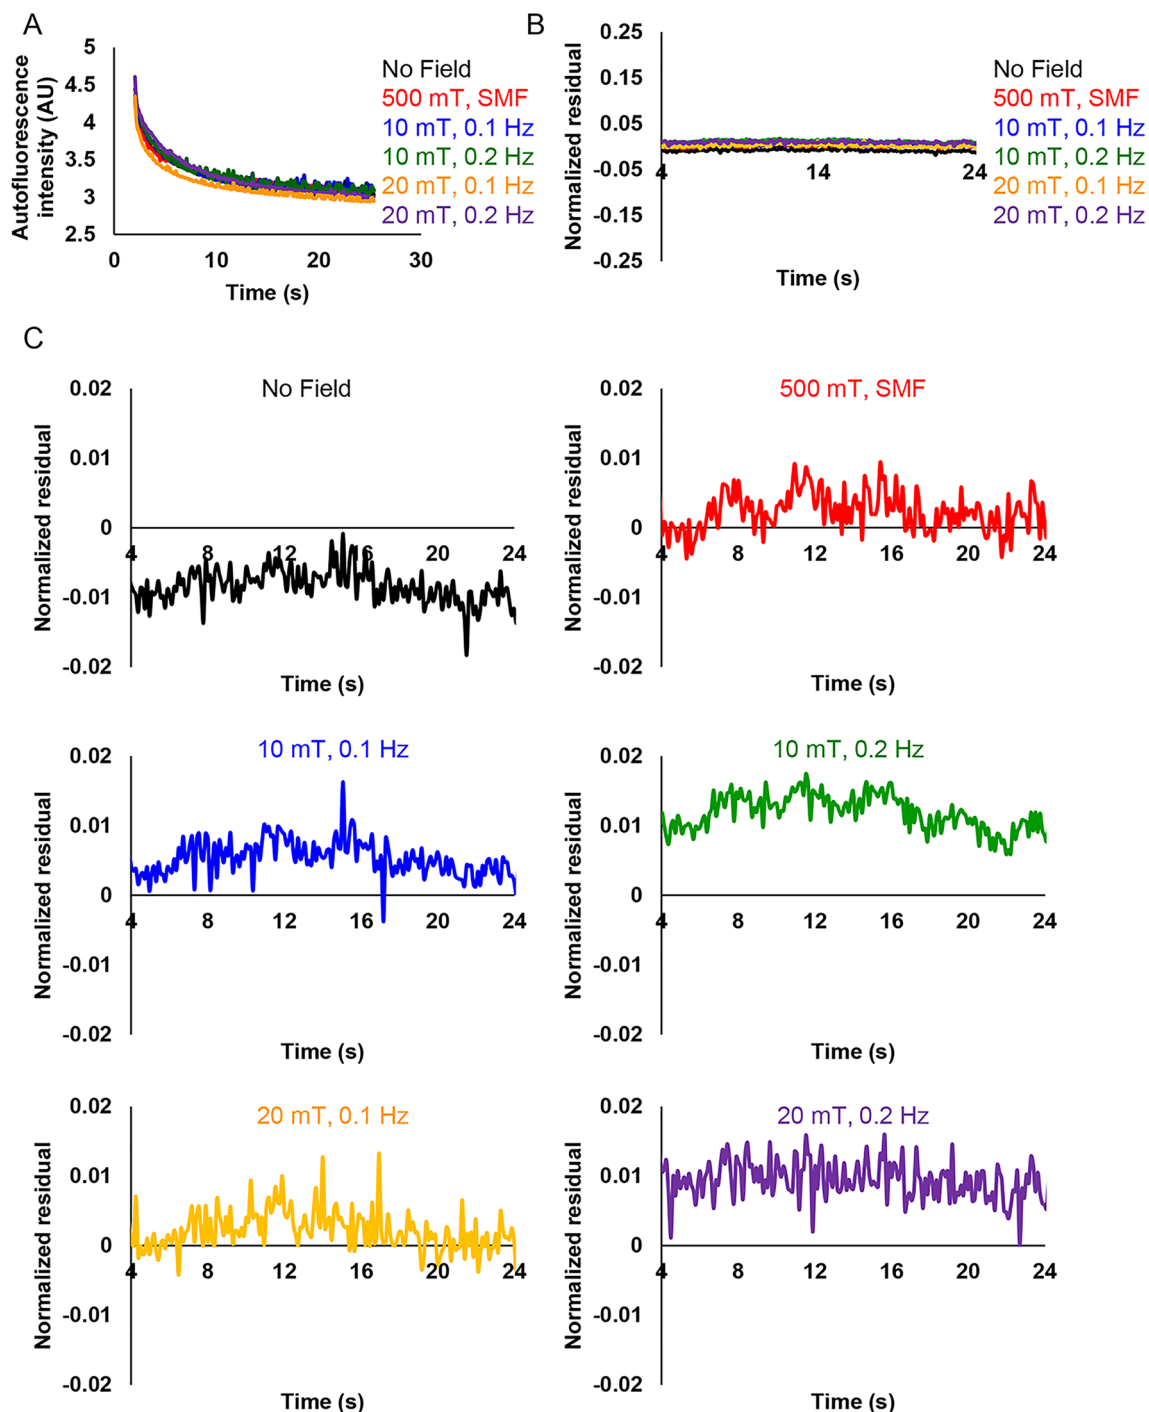 A
Autofluorescence
intensity (AU)
5
4.5
4
3.5
3
2.5
0
10
20
30
Time (s)
No Field
500 mT, SMF
10 mT, 0.1 Hz
10 mT, 0.2 Hz
20 mT, 0.1 Hz
20 mT, 0.2 Hz
B
Normalized residual
0.25
0.15
0.05
-0.05
-0.15
-0.25
4
14
24
Time (s)
No Field
500 mT, SMF
10 mT, 0.1 Hz
10 mT, 0.2 Hz
20 mT, 0.1 Hz
20 mT, 0.2 Hz
C
No Field
Normalized residual
0.02
0.01
0
-0.01
-0.02
4 8 12 16 20 24
Time (s)
500 mT, SMF
Normalized residual
0.02
0.01
0
-0.01
-0.02
4 8 12 16 20 24
Time (s)
10 mT, 0.1 Hz
Normalized residual
0.02
0.01
0
-0.01
-0.02
4 8 12 16 20 24
Time (s)
10 mT, 0.2 Hz
Normalized residual
0.02
0.01
0
-0.01
-0.02
4 8 12 16 20 24
Time (s)
20 mT, 0.1 Hz
Normalized residual
0.02
0.01
0
-0.01
-0.02
4 8 12 16 20 24
Time (s)
20 mT, 0.2 Hz
Normalized residual
0.02
0.01
0
-0.01
-0.02
4 8 12 16 20 24
Time (s)